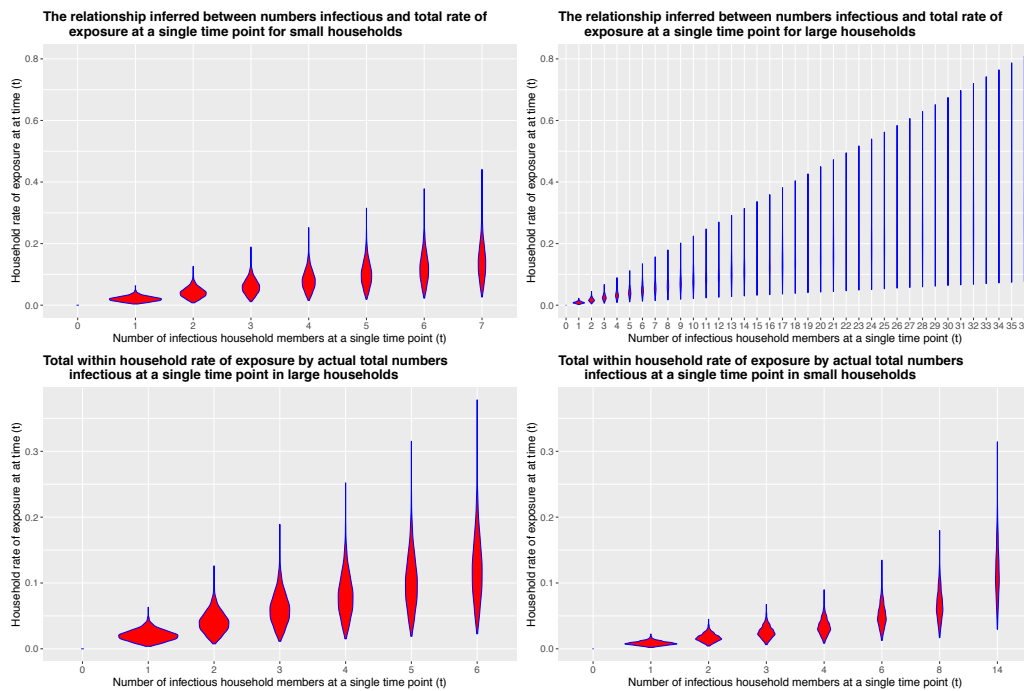 The relationship inferred between numbers infectious and total rate of
exposure at a single time point for small households
0.8
0.6
0.4
0.2
0.0
Household rate of exposure at at time (t)
0 1 2 3 4 5 6 7
Number of infectious household members at a single time point (t)
The relationship inferred between numbers infectious and total rate of
exposure at a single time point for large households
0.8
0.6
0.4
0.2
0.0
Household rate of exposure at at time (t)
0 1 2 3 4 5 6 7 8 9 10 11 12 13 14 15 16 17 18 19 20 21 22 23 24 25 26 27 28 29 30 31 32 33 34 35 3
Number of infectious household members at a single time point (t)
Total within household rate of exposure by actual total numbers
infectious at a single time point in large households
0.3
0.2
0.1
0.0
Household rate of exposure at at time (t)
0 1 2 3 4 5 6
Number of infectious household members at a single time point (t)
Total within household rate of exposure by actual total numbers
infectious at a single time point in small households
0.3
0.2
0.1
0.0
Household rate of exposure at at time (t)
0 1 2 3 4 6 8 14
Number of infectious household members at a single time point (t)